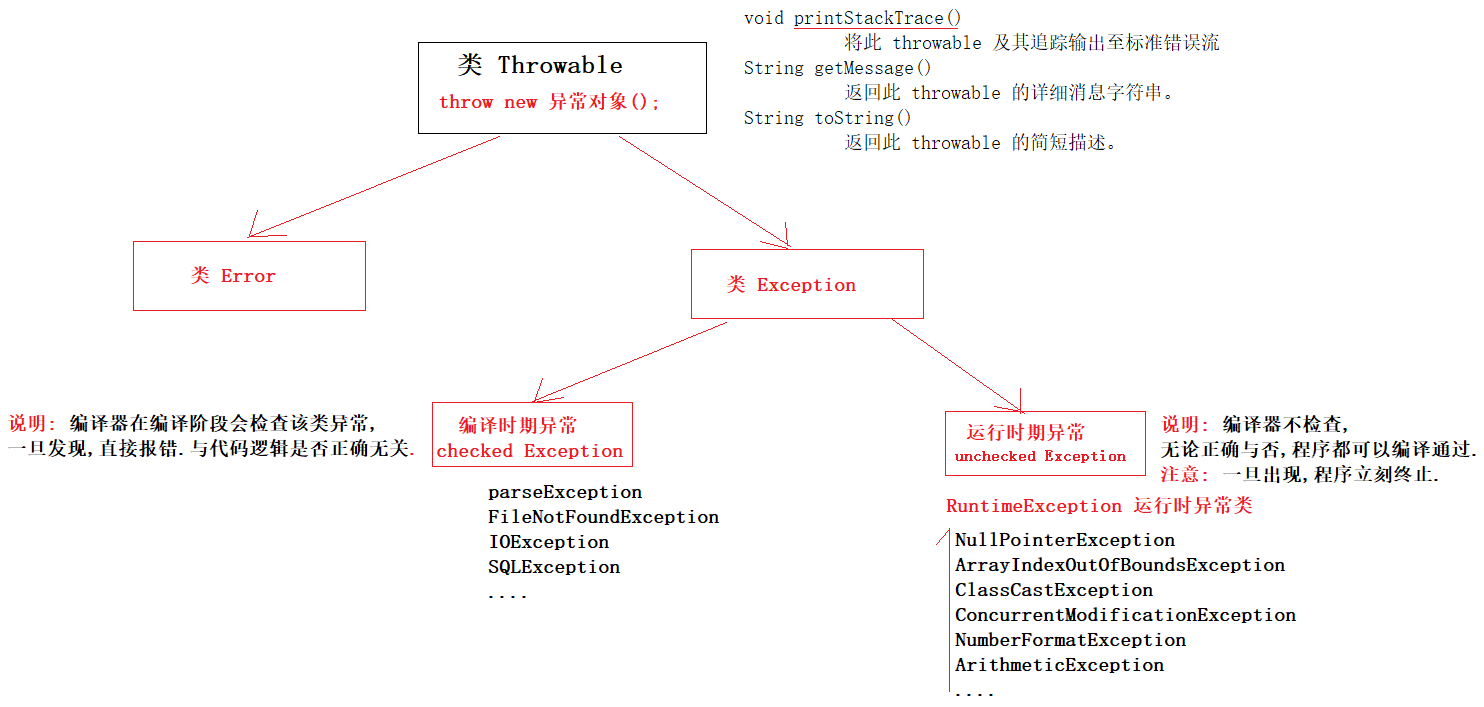 void printStackTrace()
将此 throwable 及其追踪输出至标准错误流
String getMessage()
返回此 throwable 的详细消息字符串。
String toString()
返回此 throwable 的简短描述。
类 Throwable
throw new 异常对象();
类 Error
类 Exception
说明: 编译器在编译阶段会检查该类异常,
一旦发现,直接报错.与代码逻辑是否正确无关.
编译时期异常
checked Exception
parseException
FileNotFoundException
IOException
SQLException
....
运行时期异常
unchecked Exception
说明: 编译器不检查,
无论正确与否,程序都可以编译通过.
注意: 一旦出现,程序立刻终止.
RuntimeException 运行时异常类
NullPointerException
ArrayIndexOutOfBoundsException
ClassCastException
ConcurrentModificationException
NumberFormatException
ArithmeticException
....